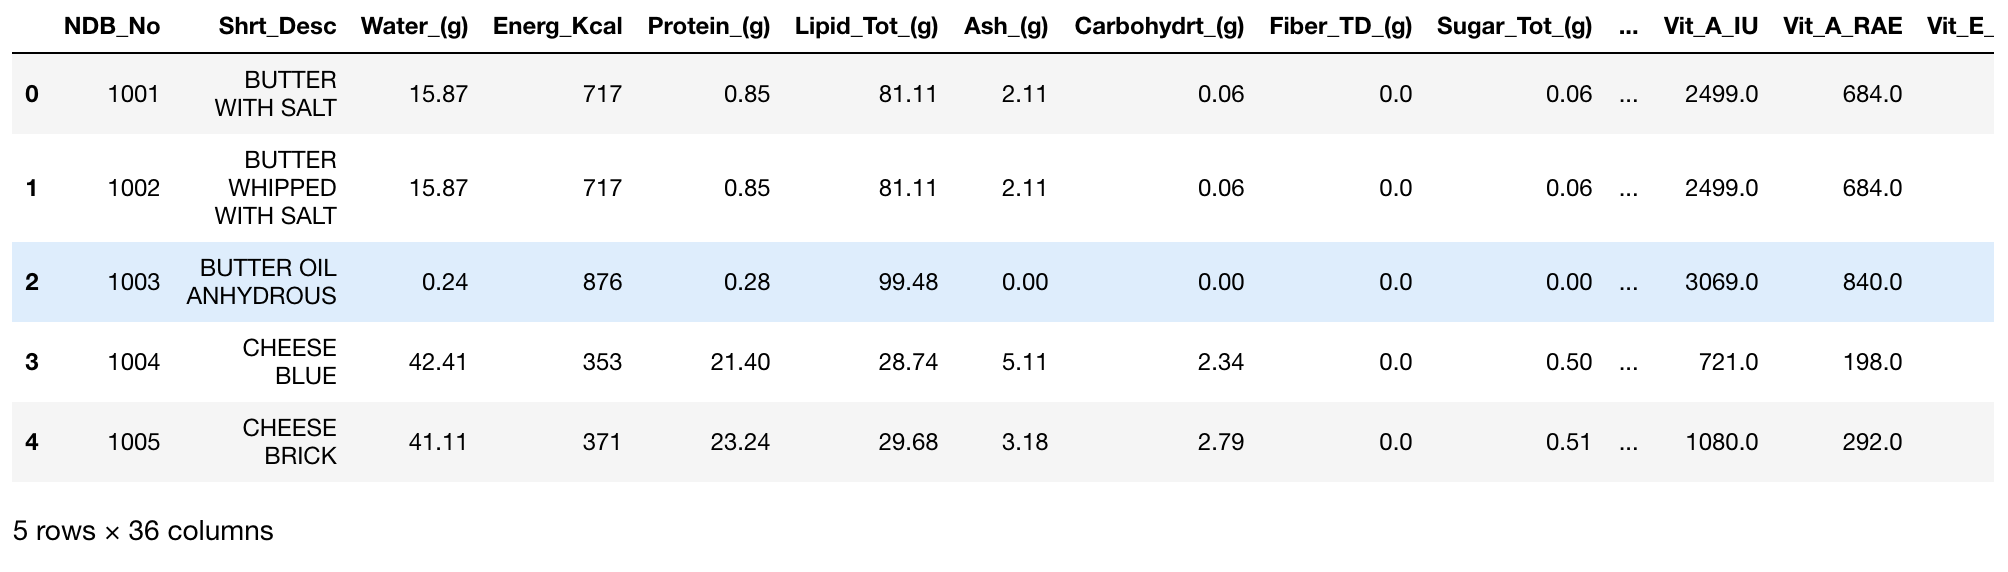 NDB_No Shrt_Desc Water_(g) Energ_Kcal Protein_(g) Lipid_Tot_(g) Ash_(g) Carbohydrt_(g) Fiber_TD_(g) Sugar_Tot_(g) ... Vit_A_IU Vit_A_RAE Vit_E_
0 1001 BUTTER WITH SALT 15.87 717 0.85 81.11 2.11 0.06 0.0 0.06 ... 2499.0 684.0
1 1002 BUTTER WHIPPED WITH SALT 15.87 717 0.85 81.11 2.11 0.06 0.0 0.06 ... 2499.0 684.0
2 1003 BUTTER OIL ANHYDROUS 0.24 876 0.28 99.48 0.00 0.00 0.0 0.00 ... 3069.0 840.0
3 1004 CHEESE BLUE 42.41 353 21.40 28.74 5.11 2.34 0.0 0.50 ... 721.0 198.0
4 1005 CHEESE BRICK 41.11 371 23.24 29.68 3.18 2.79 0.0 0.51 ... 1080.0 292.0
5 rows × 36 columns